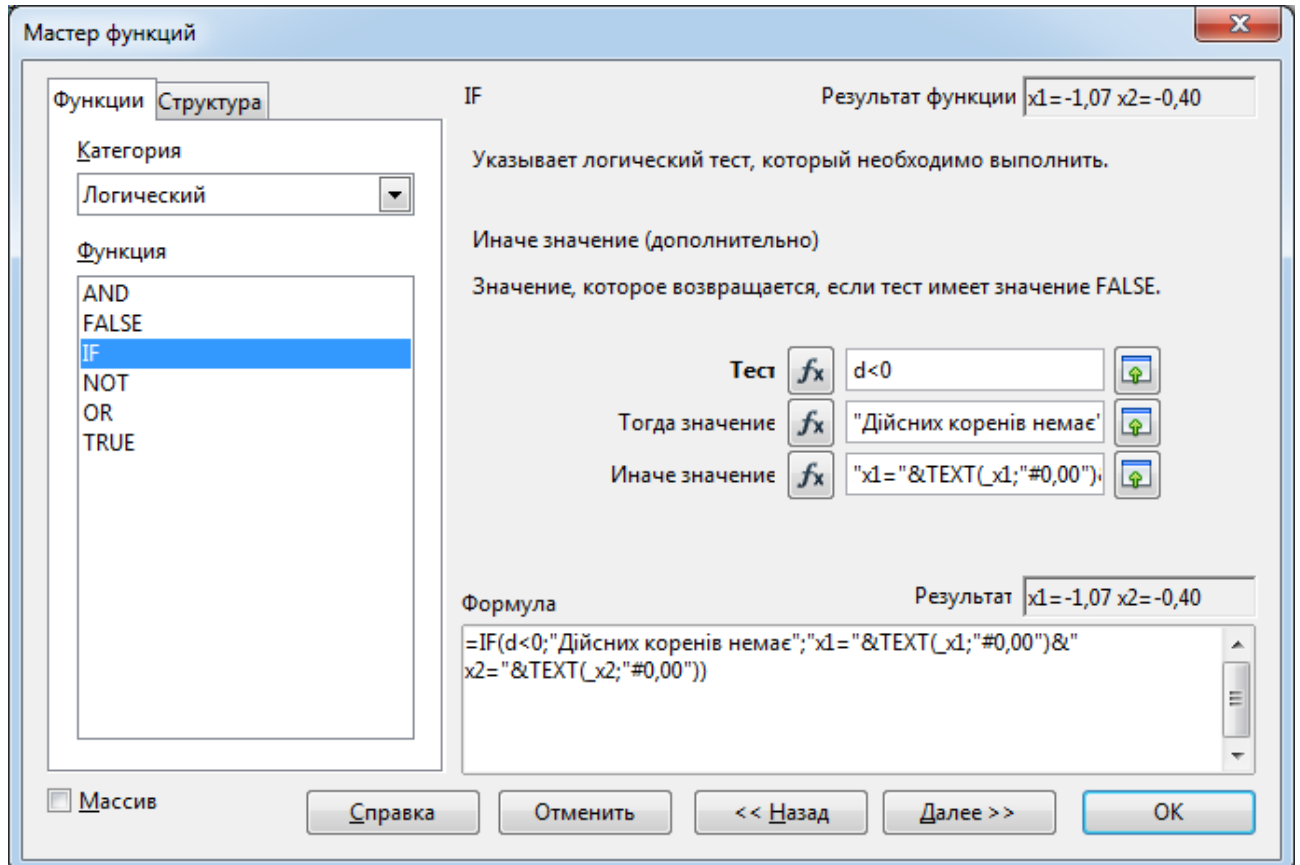 Мастер функций
Функции Структура
Категория
Логический
Функция
AND
FALSE
IF
NOT
OR
TRUE
Массив
IF
Результат функции x1=-1,07 x2=-0,40
Указывает логический тест, который необходимо выполнить.
Иначе значение (дополнительно)
Значение, которое возвращается, если тест имеет значение FALSE.
Тест fx d<0
Тогда значение fx "Дійсних коренів немає"
Иначе значение fx "x1="&TEXT(_x1;"#0,00")&
Формула
Результат x1=-1,07 x2=-0,40
=IF(d<0;"Дійсних коренів немає";"x1="&TEXT(_x1;"#0,00")&"
x2="&TEXT(_x2;"#0,00"))
Справка Отменить << Назад Далее >> OK